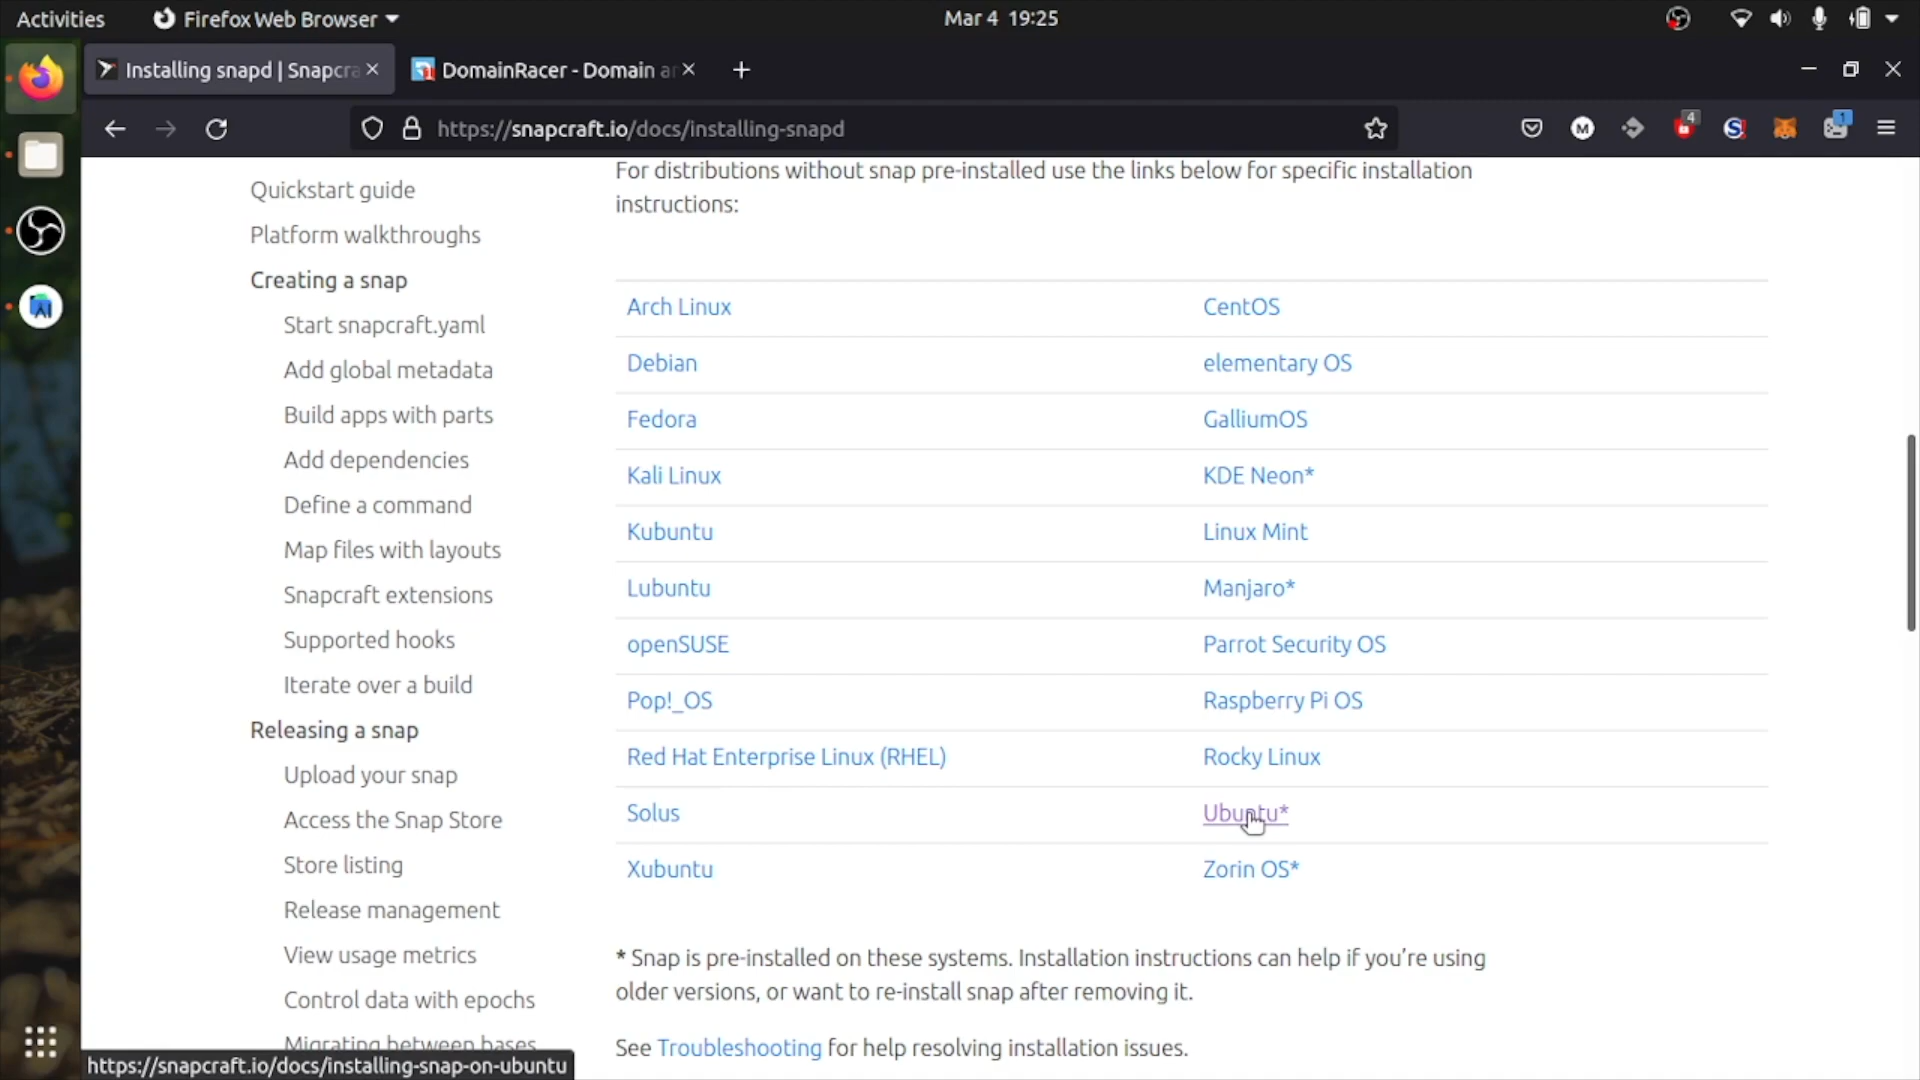 Activities
Firefox Web Browser
Mar 4 19:25
Installing snapd | Snapcra
DomainRacer - Domain ar
https://snapcraft.io/docs/installing-snapd
M
4
S
1
For distributions without snap pre-installed use the links below for specific installation
instructions:
Quickstart guide
Platform walkthroughs
Creating a snap
Start snapcraft.yaml
Add global metadata
Build apps with parts
Add dependencies
Define a command
Map files with layouts
Snapcraft extensions
Supported hooks
Iterate over a build
Releasing a snap
Upload your snap
Access the Snap Store
Store listing
Release management
View usage metrics
Control data with epochs
Migrating between bases
Arch Linux
CentOS
Debian
elementary OS
Fedora
GalliumOS
Kali Linux
KDE Neon*
Kubuntu
Linux Mint
Lubuntu
Manjaro*
openSUSE
Parrot Security OS
Pop!_OS
Raspberry Pi OS
Red Hat Enterprise Linux (RHEL)
Rocky Linux
Solus
Ubuntu*
Xubuntu
Zorin OS*
* Snap is pre-installed on these systems. Installation instructions can help if you’re using
older versions, or want to re-install snap after removing it.
See Troubleshooting for help resolving installation issues.
https://snapcraft.io/docs/installing-snap-on-ubuntu